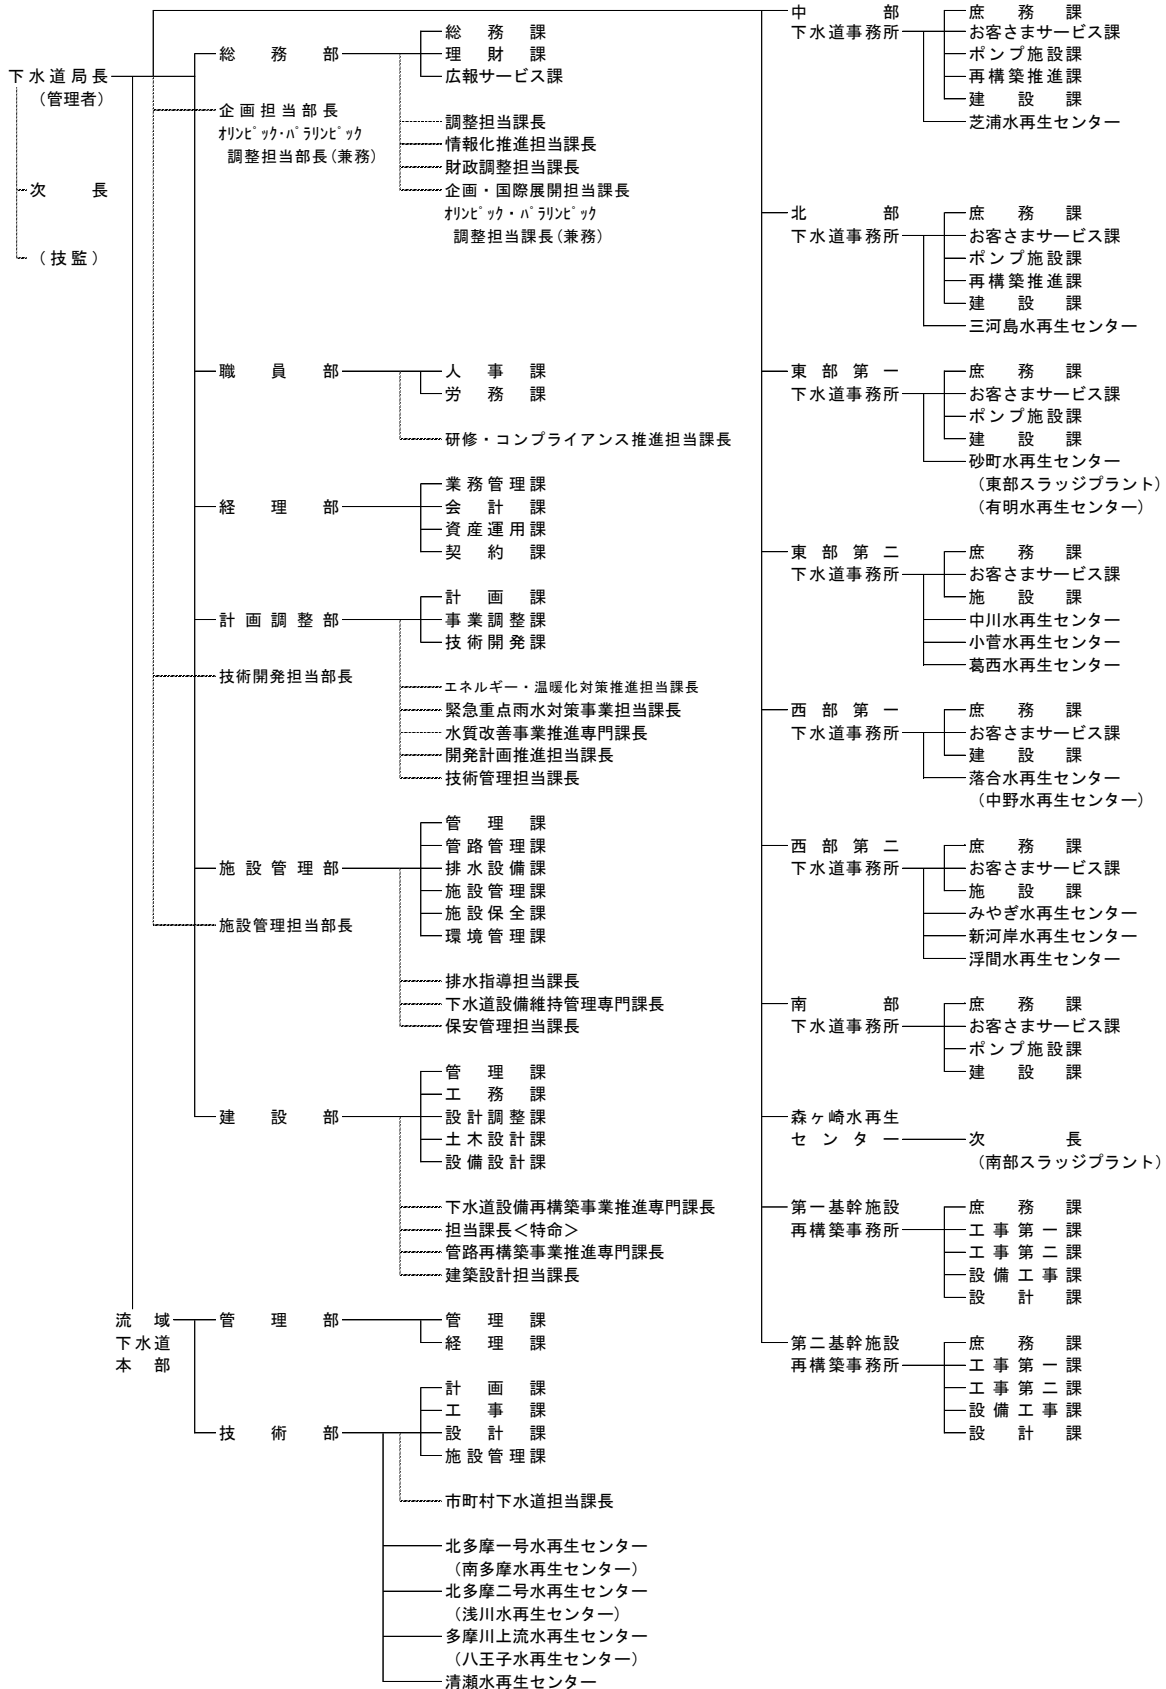 下水道局長
(管理者)
次長
(技監)
総務部
総務課
理財課
広報サービス課
企画担当部長
ｵﾘﾝﾋﾟｯｸ・ﾊﾟﾗﾘﾝﾋﾟｯｸ
調整担当部長(兼務)
調整担当課長
情報化推進担当課長
財政調整担当課長
企画・国際展開担当課長
ｵﾘﾝﾋﾟｯｸ・ﾊﾟﾗﾘﾝﾋﾟｯｸ
調整担当課長(兼務)
職員部
人事課
労務課
研修・コンプライアンス推進担当課長
経理部
業務管理課
会計課
資産運用課
契約課
計画調整部
計画課
事業調整課
技術開発課
技術開発担当部長
エネルギー・温暖化対策推進担当課長
緊急重点雨水対策事業担当課長
水質改善事業推進専門課長
開発計画推進担当課長
技術管理担当課長
施設管理部
管理課
管路管理課
排水設備課
施設管理課
施設保全課
環境管理課
施設管理担当部長
排水指導担当課長
下水道設備維持管理専門課長
保安管理担当課長
建設部
管理課
工務課
設計調整課
土木設計課
設備設計課
下水道設備再構築事業推進専門課長
担当課長＜特命＞
管路再構築事業推進専門課長
建築設計担当課長
流域
下水道
本部
管理部
管理課
経理課
技術部
計画課
工事課
設計課
施設管理課
市町村下水道担当課長
北多摩一号水再生センター
(南多摩水再生センター)
北多摩二号水再生センター
(浅川水再生センター)
多摩川上流水再生センター
(八王子水再生センター)
清瀬水再生センター
中部
下水道事務所
庶務課
お客さまサービス課
ポンプ施設課
再構築推進課
建設課
芝浦水再生センター
北部
下水道事務所
庶務課
お客さまサービス課
ポンプ施設課
再構築推進課
建設課
三河島水再生センター
東部第一
下水道事務所
庶務課
お客さまサービス課
ポンプ施設課
建設課
砂町水再生センター
(東部スラッジプラント)
(有明水再生センター)
東部第二
下水道事務所
庶務課
お客さまサービス課
施設課
中川水再生センター
小菅水再生センター
葛西水再生センター
西部第一
下水道事務所
庶務課
お客さまサービス課
建設課
落合水再生センター
(中野水再生センター)
西部第二
下水道事務所
庶務課
お客さまサービス課
施設課
みやぎ水再生センター
新河岸水再生センター
浮間水再生センター
南部
下水道事務所
庶務課
お客さまサービス課
ポンプ施設課
建設課
森ヶ崎水再生
センター
次長
(南部スラッジプラント)
第一基幹施設
再構築事務所
庶務課
工事第一課
工事第二課
設備工事課
設計課
第二基幹施設
再構築事務所
庶務課
工事第一課
工事第二課
設備工事課
設計課